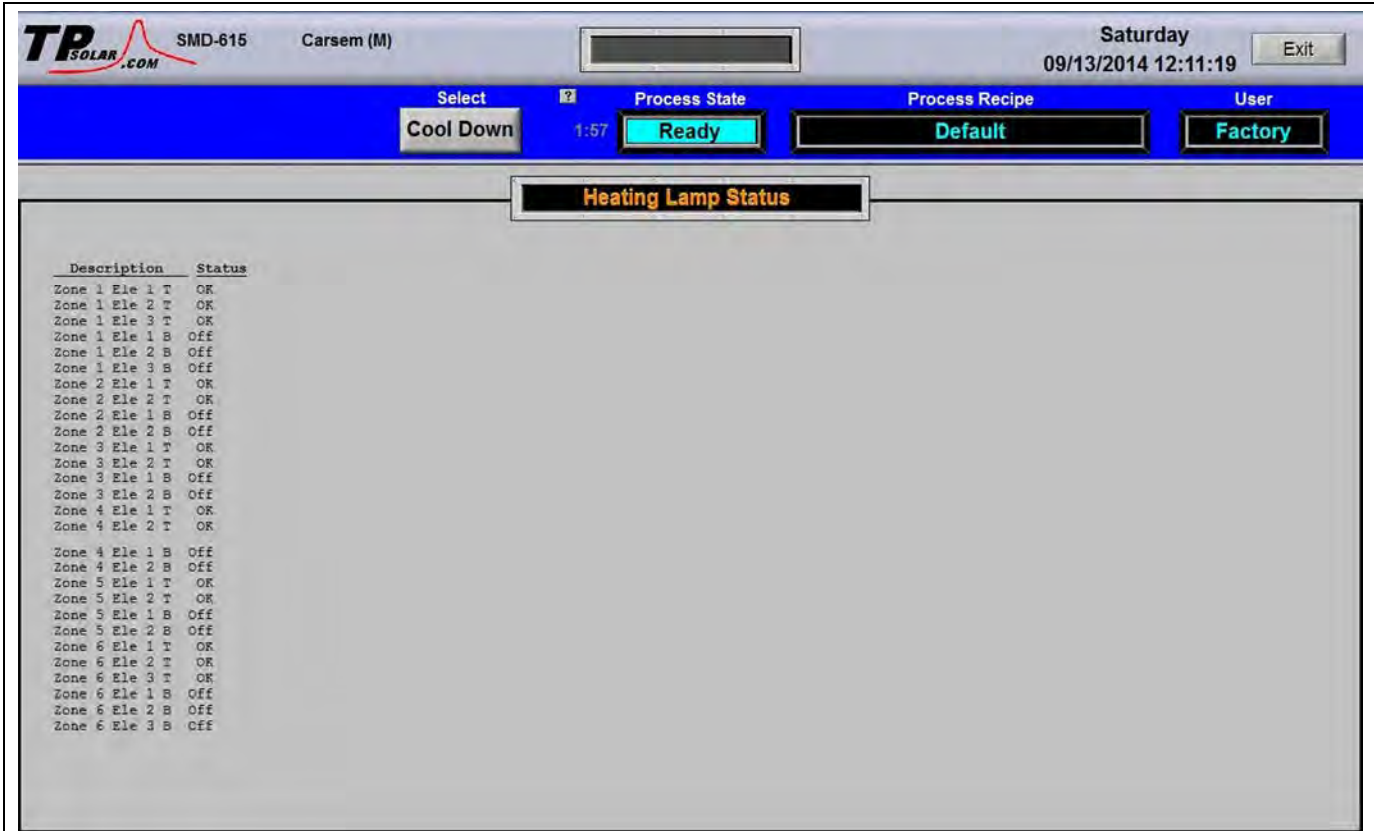 TP SOLAR .COM SMD-615 Carsem (M) Saturday
09/13/2014 12:11:19 Exit
Select ? Process State Process Recipe User
Cool Down 1:57 Ready Default Factory
Heating Lamp Status
Description Status
Zone 1 Ele 1 T OK
Zone 1 Ele 2 T OK
Zone 1 Ele 3 T OK
Zone 1 Ele 1 B Off
Zone 1 Ele 2 B Off
Zone 1 Ele 3 B Off
Zone 2 Ele 1 T OK
Zone 2 Ele 2 T OK
Zone 2 Ele 1 B Off
Zone 2 Ele 2 B Off
Zone 3 Ele 1 T OK
Zone 3 Ele 2 T OK
Zone 3 Ele 1 B Off
Zone 3 Ele 2 B Off
Zone 4 Ele 1 T OK
Zone 4 Ele 2 T OK
Zone 4 Ele 1 B Off
Zone 4 Ele 2 B Off
Zone 5 Ele 1 T OK
Zone 5 Ele 2 T OK
Zone 5 Ele 1 B Off
Zone 5 Ele 2 B Off
Zone 6 Ele 1 T OK
Zone 6 Ele 2 T OK
Zone 6 Ele 3 T OK
Zone 6 Ele 1 B Off
Zone 6 Ele 2 B Off
Zone 6 Ele 3 B Off